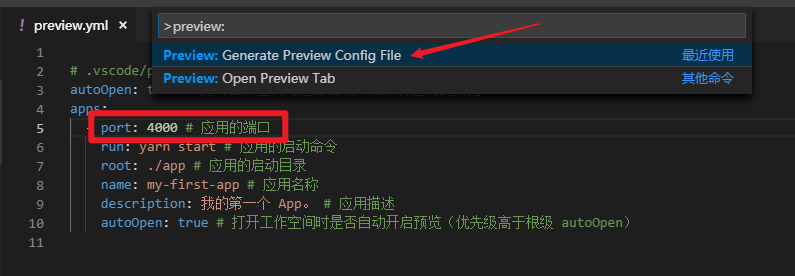 ! preview.yml ×
>preview:
Preview: Generate Preview Config File 最近使用
Preview: Open Preview Tab 其他命令
1
2 # .vscode/
3 autoOpen:
4 apps:
5 port: 4000 # 应用的端口
6 run: yarn start # 应用的启动命令
7 root: ./app # 应用的启动目录
8 name: my-first-app # 应用名称
9 description: 我的第一个 App。 # 应用描述
10 autoOpen: true # 打开工作空间时是否自动开启预览（优先级高于根级 autoOpen）
11